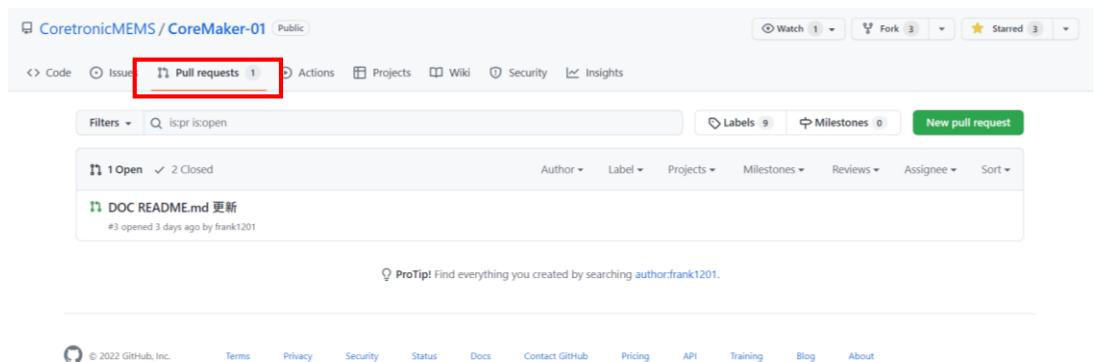 CoretronicMEMS / CoreMaker-01 Public
Watch 1 Fork 3 Starred 3
<> Code Issue Pull requests 1 Actions Projects Wiki Security Insights
Filters is:pr is:open Labels 9 Milestones 0 New pull request
1 Open 2 Closed Author Label Projects Milestones Reviews Assignee Sort
DOC README.md 更新
#3 opened 3 days ago by frank1201
ProTip! Find everything you created by searching author:frank1201.
© 2022 GitHub, Inc. Terms Privacy Security Status Docs Contact GitHub Pricing API Training Blog About